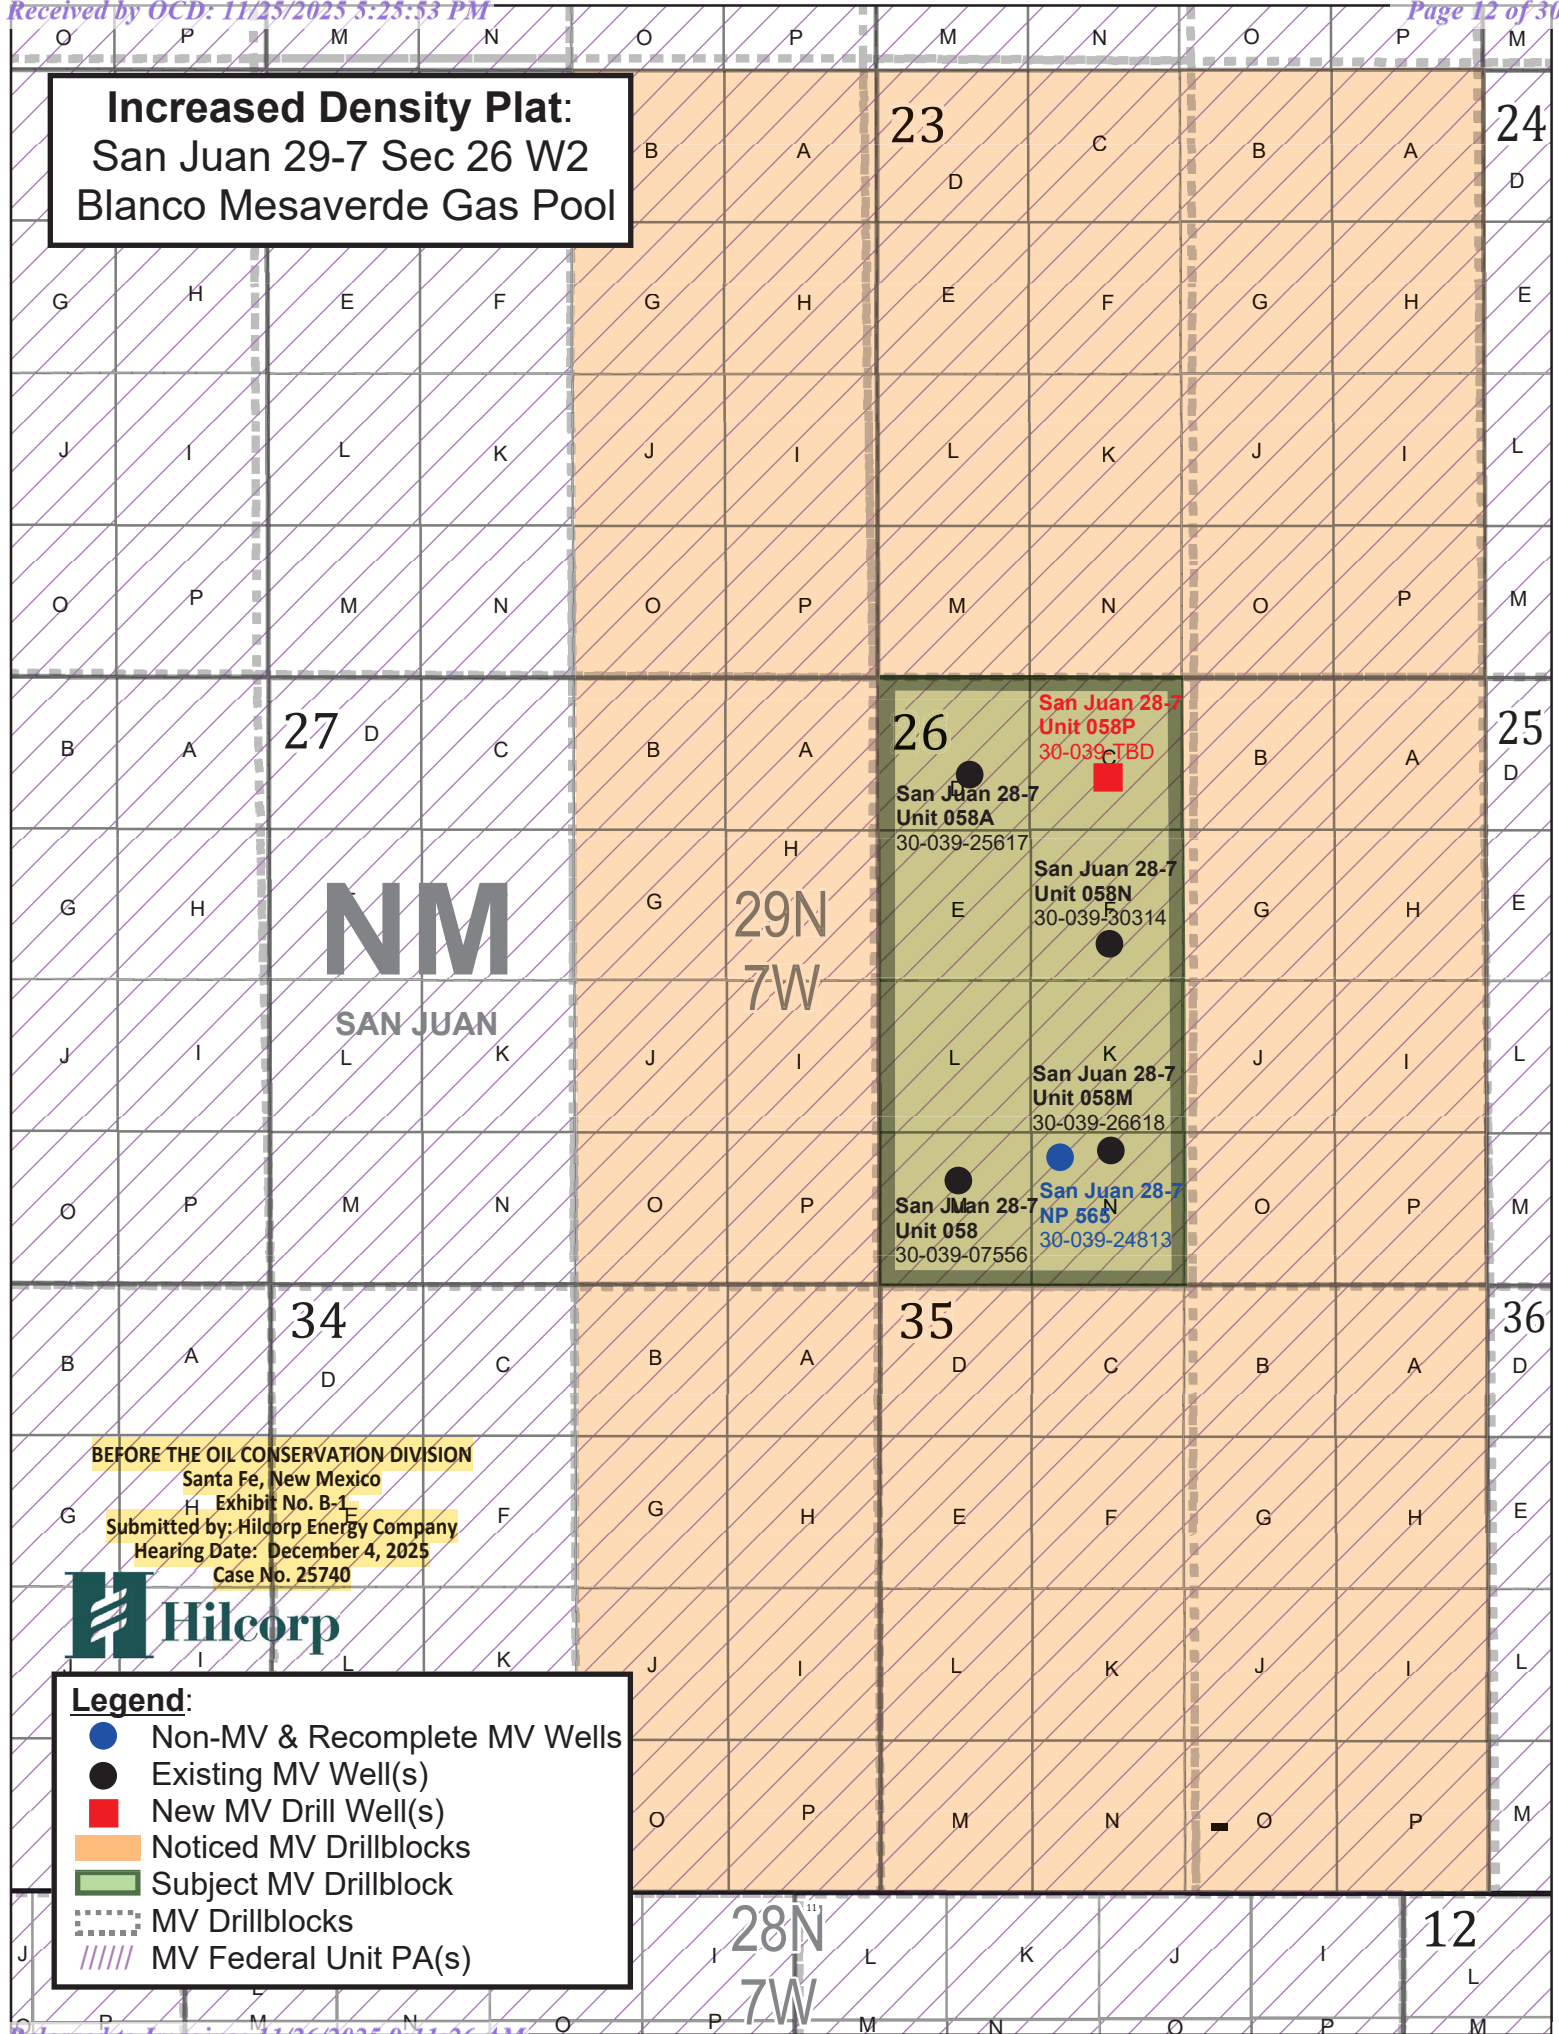 Received by OCD: 11/25/2025 5:25:53 PM
Page 12 of 30
O P M N O P M N O P M
Increased Density Plat:
San Juan 29-7 Sec 26 W2
Blanco Mesaverde Gas Pool
23
24
B A D C B A D
G H E F G H E F G H E
J I L K J I L K J I L
O P M N O P M N O P M
27
26
25
B A D C B A D C B A D
San Juan 28-7
Unit 058P
30-039-TBD
San Juan 28-7
Unit 058A
30-039-25617
San Juan 28-7
Unit 058N
30-039-30314
H
G H G E F G H E
NM
SAN JUAN
29N
7W
J I L K J I L K J I L
San Juan 28-7
Unit 058M
30-039-26618
O P M N O P M N O P M
San Juan 28-7
Unit 058
30-039-07556
San Juan 28-7
NP 565
30-039-24813
34
35
36
B A D C B A D C B A D
BEFORE THE OIL CONSERVATION DIVISION
Santa Fe, New Mexico
Exhibit No. B-1
Submitted by: Hilcorp Energy Company
Hearing Date: December 4, 2025
Case No. 25740
G H E F G H E F G H E
Hilcorp
J I L K J I L K J I L
Legend:
Non-MV & Recomplete MV Wells
Existing MV Well(s)
New MV Drill Well(s)
Noticed MV Drillblocks
Subject MV Drillblock
MV Drillblocks
MV Federal Unit PA(s)
O P M N O P M
28N
7W
11
12
J L I L K J I L
O P M N O P M N O P M